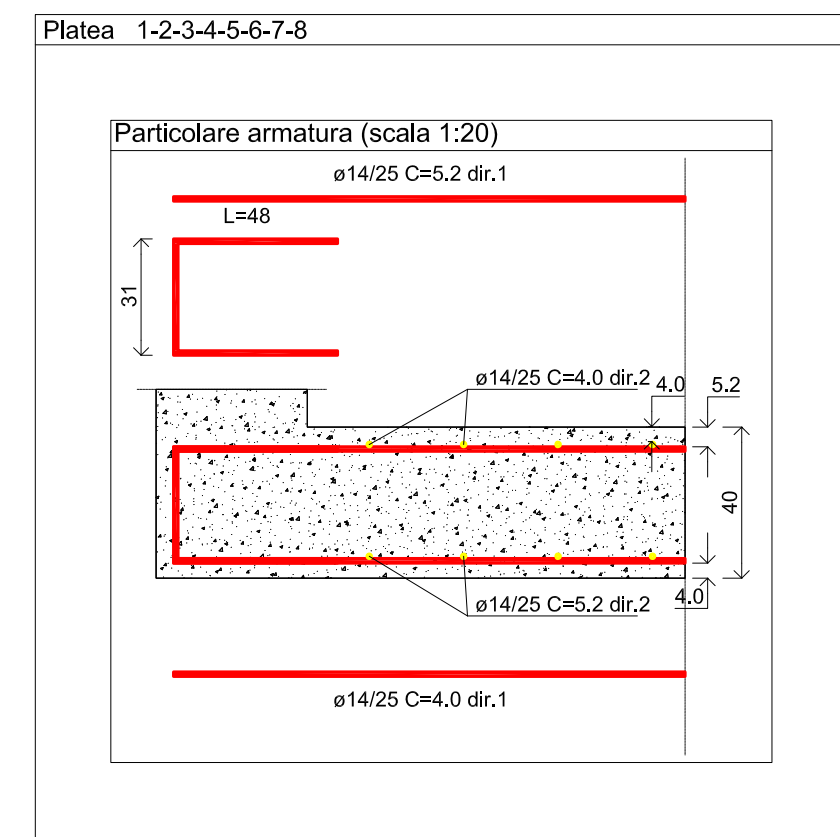 Platea 1-2-3-4-5-6-7-8
Particolare armatura (scala 1:20)
ø14/25 C=5.2 dir.1
L=48
31
ø14/25 C=4.0 dir.2
4.0
5.2
40
ø14/25 C=5.2 dir.2
4.0
ø14/25 C=4.0 dir.1